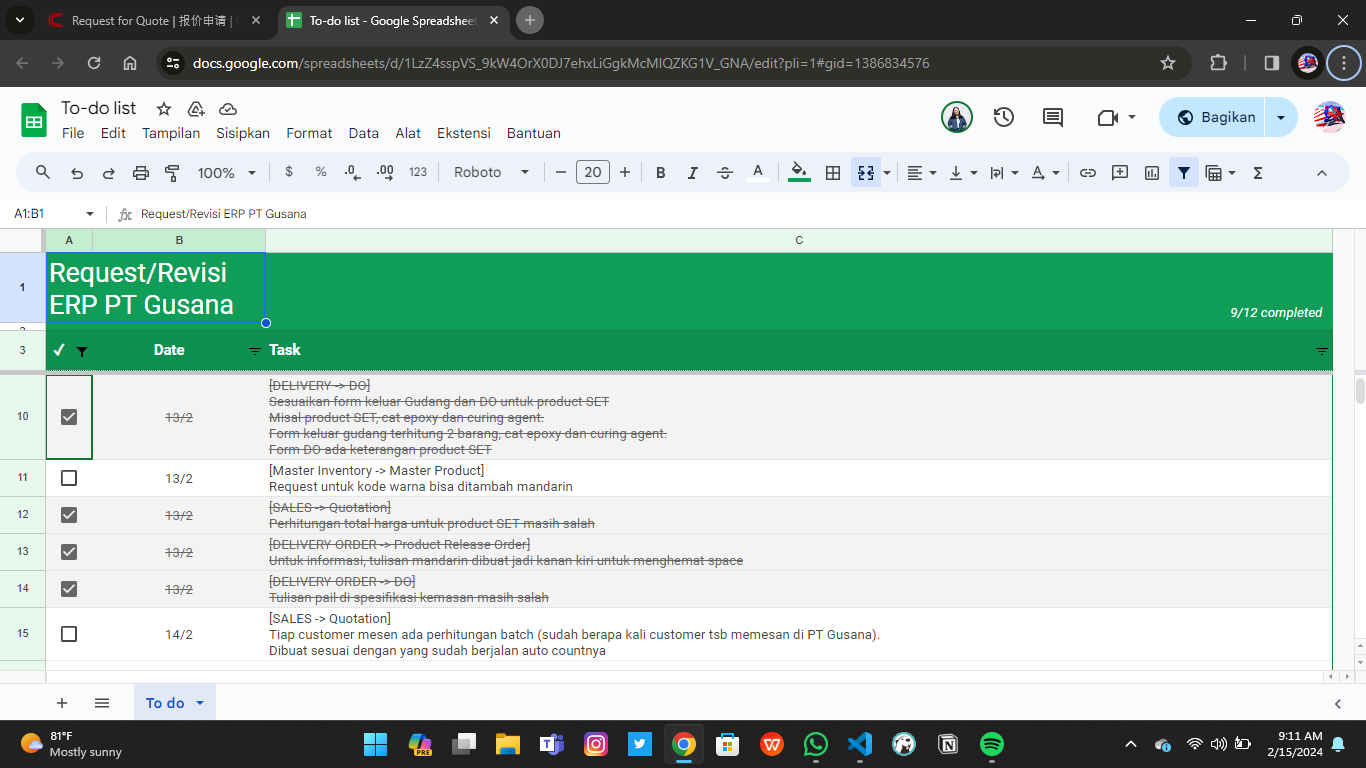 Request for Quote | 报价申请 |
To-do list - Google Spreadsheet
docs.google.com/spreadsheets/d/1LzZ4sspVS_9kW4OrX0DJ7ehxLiGgkMcMIQZKG1V_GNA/edit?pli=1#gid=1386834576
To-do list
File Edit Tampilan Sisipkan Format Data Alat Ekstensi Bantuan
Bagikan
100% $ % .0 .00 123 Roboto 20 B I S A A Σ
A1:B1 fx Request/Revisi ERP PT Gusana
A B C
1 Request/Revisi
ERP PT Gusana
9/12 completed
3 ✓ Date Task
10 13/2 [DELIVERY -> DO]
Sesuaikan form keluar Gudang dan DO untuk product SET
Misal product SET, cat epoxy dan curing agent.
Form keluar gudang terhitung 2 barang, cat epoxy dan curing agent.
Form DO ada keterangan product SET
11 13/2 [Master Inventory -> Master Product]
Request untuk kode warna bisa ditambah mandarin
12 13/2 [SALES -> Quotation]
Perhitungan total harga untuk product SET masih salah
13 13/2 [DELIVERY ORDER -> Product Release Order]
Untuk informasi, tulisan mandarin dibuat jadi kanan kiri untuk menghemat space
14 13/2 [DELIVERY ORDER -> DO]
Tulisan pail di spesifikasi kemasan masih salah
15 14/2 [SALES -> Quotation]
Tiap customer mesen ada perhitungan batch (sudah berapa kali customer tsb memesan di PT Gusana).
Dibuat sesuai dengan yang sudah berjalan auto countnya
To do
81°F
Mostly sunny
PRE
9:11 AM
2/15/2024